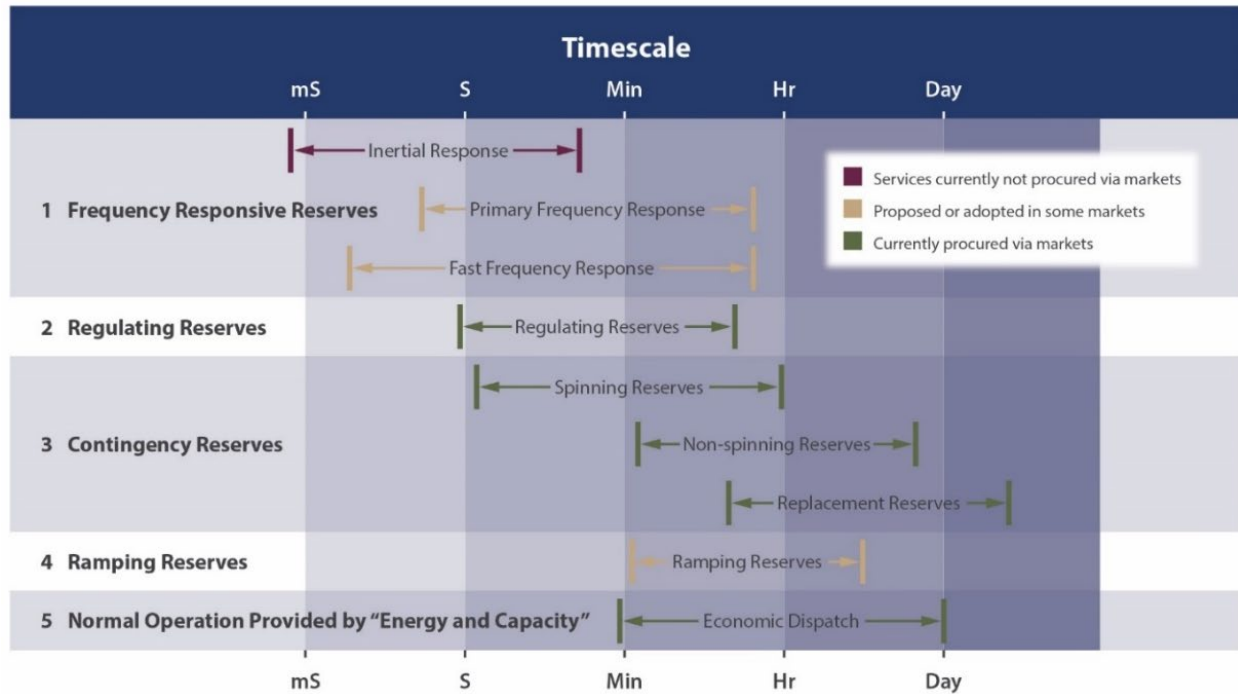 Timescale
mS S Min Hr Day
Inertial Response
Services currently not procured via markets
1 Frequency Responsive Reserves
Primary Frequency Response
Proposed or adopted in some markets
Currently procured via markets
Fast Frequency Response
2 Regulating Reserves
Regulating Reserves
Spinning Reserves
3 Contingency Reserves
Non-spinning Reserves
Replacement Reserves
4 Ramping Reserves
Ramping Reserves
5 Normal Operation Provided by “Energy and Capacity”
Economic Dispatch
mS S Min Hr Day